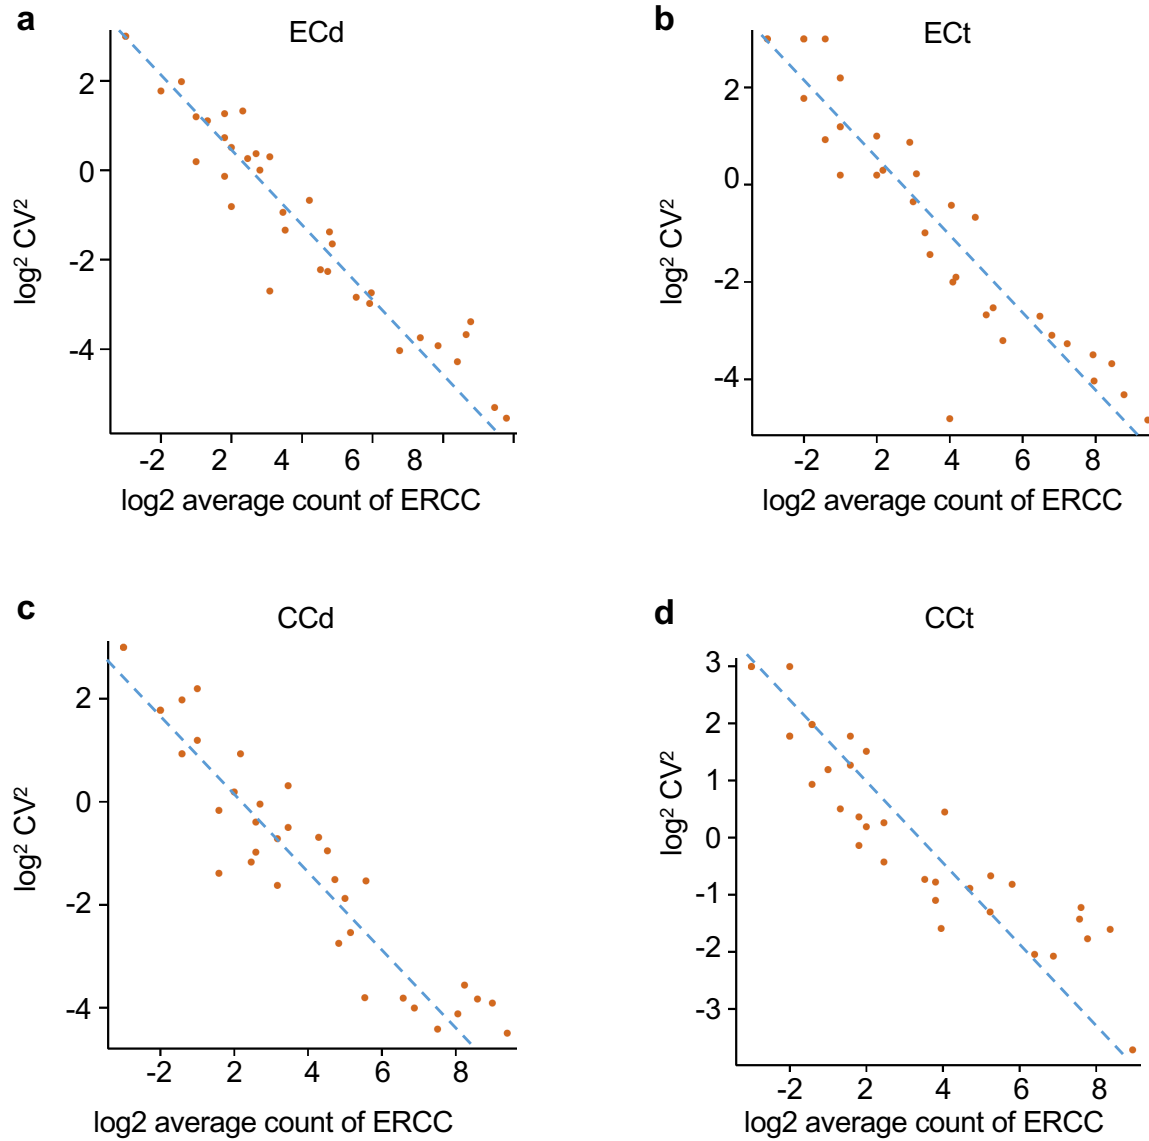 a
ECd
2
0
-2
-4
log² CV²
-2 2 4 6 8
log2 average count of ERCC
b
ECt
2
0
-2
-4
log² CV²
-2 2 4 6 8
log2 average count of ERCC
c
CCd
2
0
-2
-4
log² CV²
-2 2 4 6 8
log2 average count of ERCC
d
CCt
3
2
1
0
-1
-2
-3
log² CV²
-2 2 4 6 8
log2 average count of ERCC